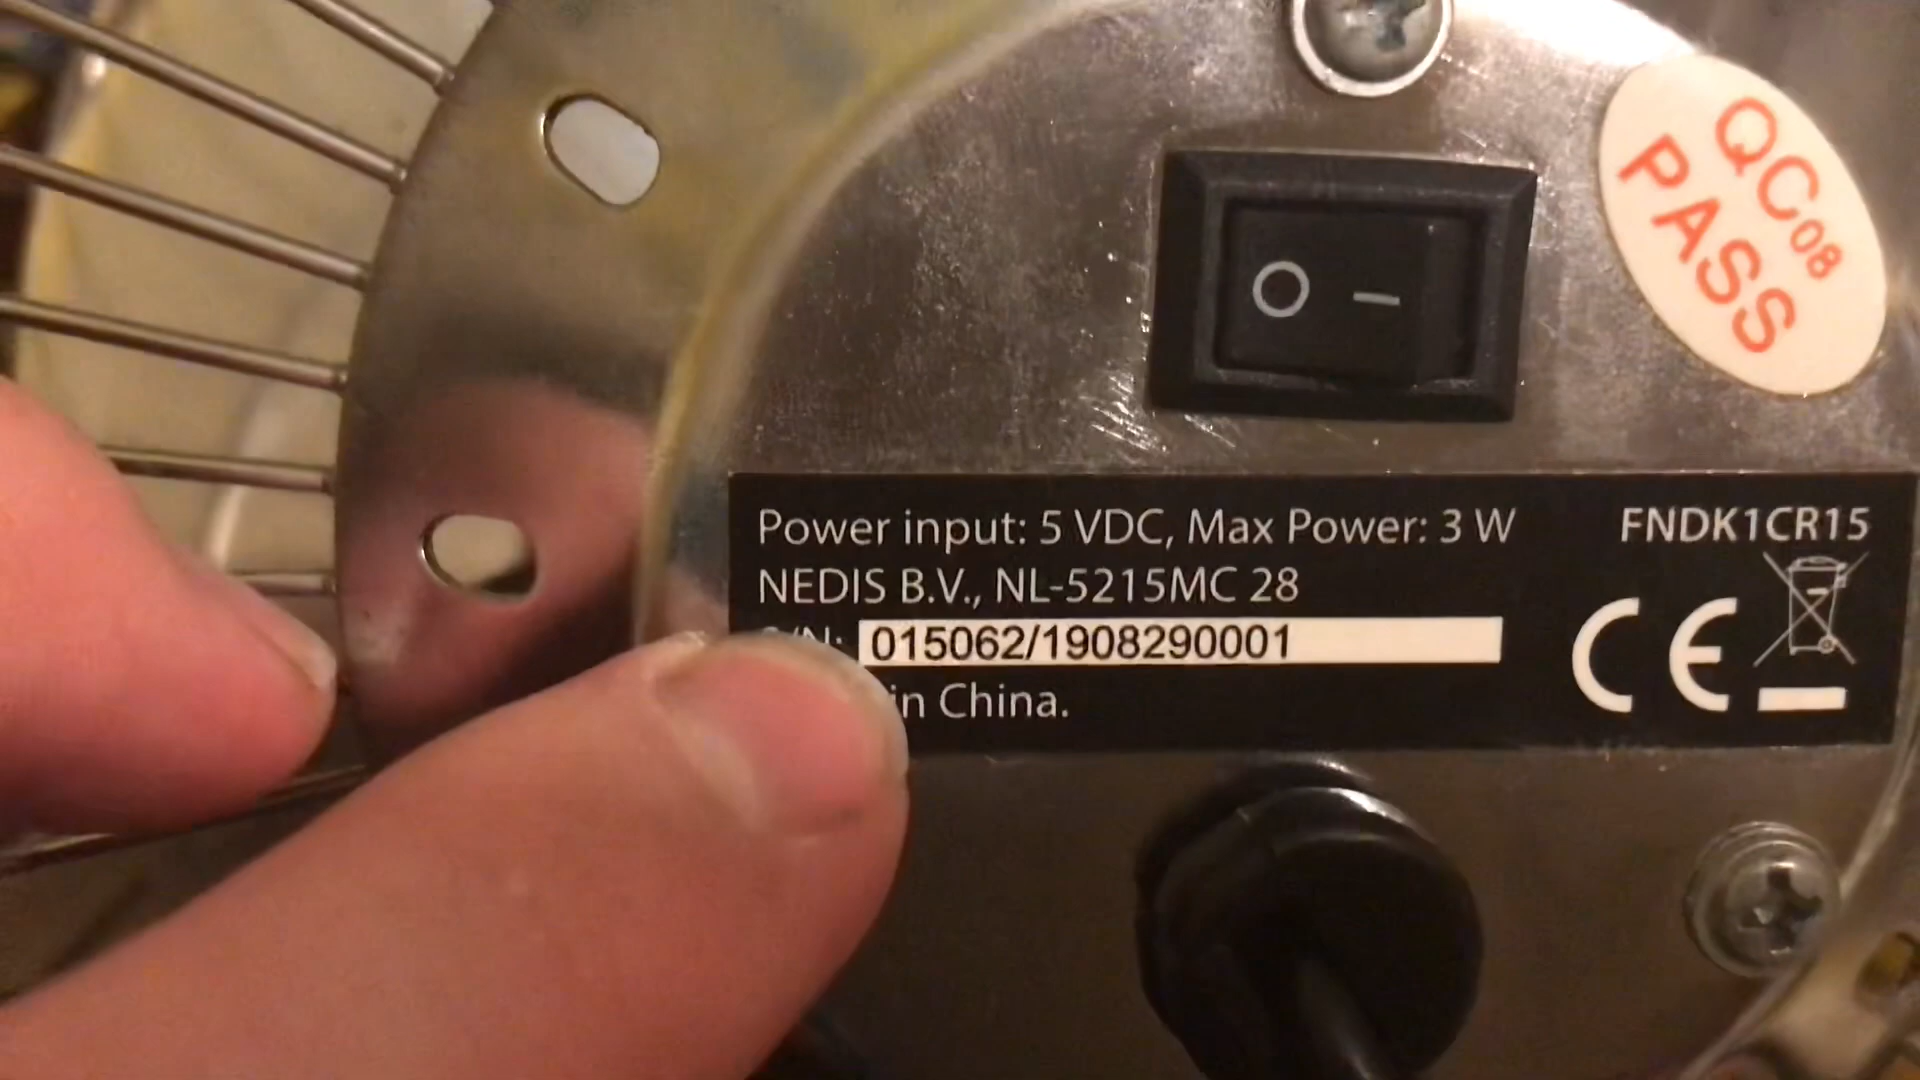 QC08
PASS
Power input: 5 VDC, Max Power: 3 W
FNDK1CR15
NEDIS B.V., NL-5215MC 28
015062/1908290001
in China.
CE